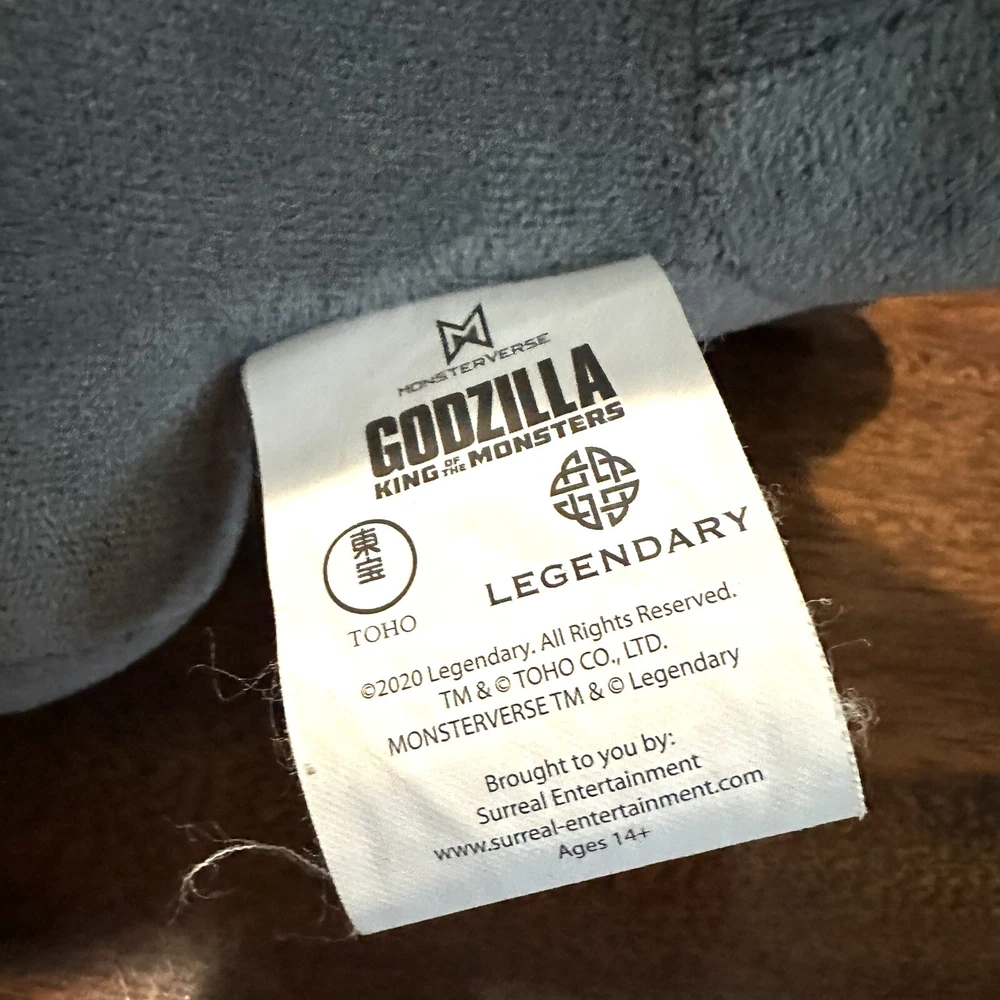 MONSTERVERSE
GODZILLA
KING OF THE MONSTERS
東宝
TOHO
LEGENDARY
©2020 Legendary. All Rights Reserved.
TM & © TOHO CO., LTD.
MONSTERVERSE TM & © Legendary
Brought to you by:
Surreal Entertainment
www.surreal-entertainment.com
Ages 14+